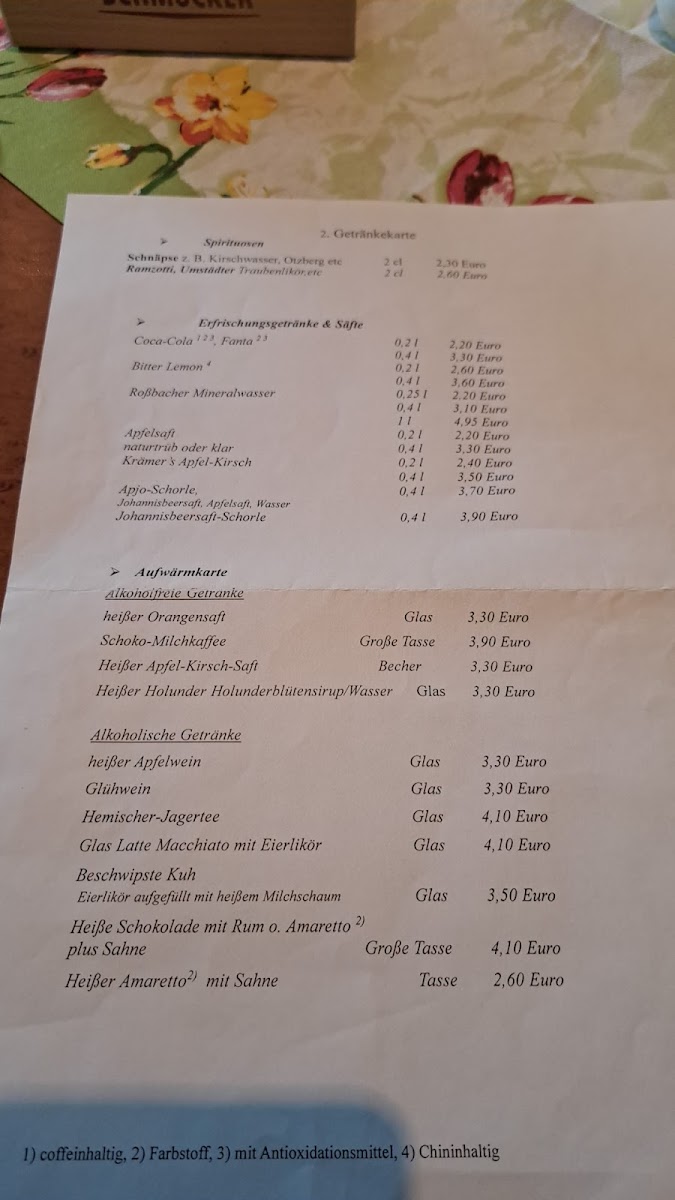 SCHMUCKER
2. Getränkekarte
➢ Spirituosen
Schnäpse z. B. Kirschwasser, Otzberg etc 2 cl 2,30 Euro
Ramzotti, Umstädter Traubenlikör,etc 2 cl 2,60 Euro
➢ Erfrischungsgetränke & Säfte
Coca-Cola 1 2 3, Fanta 2 3 0,2 l 2,20 Euro
0,4 l 3,30 Euro
Bitter Lemon 4 0,2 l 2,60 Euro
0,4 l 3,60 Euro
Roßbacher Mineralwasser 0,25 l 2,20 Euro
0,4 l 3,10 Euro
1 l 4,95 Euro
Apfelsaft 0,2 l 2,20 Euro
naturtrüb oder klar 0,4 l 3,30 Euro
Krämer`s Apfel-Kirsch 0,2 l 2,40 Euro
0,4 l 3,50 Euro
Apjo-Schorle, 0,4 l 3,70 Euro
Johannisbeersaft, Apfelsaft, Wasser
Johannisbeersaft-Schorle 0,4 l 3,90 Euro
➢ Aufwärmkarte
Alkoholfreie Getränke
heißer Orangensaft Glas 3,30 Euro
Schoko-Milchkaffee Große Tasse 3,90 Euro
Heißer Apfel-Kirsch-Saft Becher 3,30 Euro
Heißer Holunder Holunderblütensirup/Wasser Glas 3,30 Euro
Alkoholische Getränke
heißer Apfelwein Glas 3,30 Euro
Glühwein Glas 3,30 Euro
Hemischer-Jagertee Glas 4,10 Euro
Glas Latte Macchiato mit Eierlikör Glas 4,10 Euro
Beschwipste Kuh
Eierlikör aufgefüllt mit heißem Milchschaum Glas 3,50 Euro
Heiße Schokolade mit Rum o. Amaretto 2)
plus Sahne Große Tasse 4,10 Euro
Heißer Amaretto2) mit Sahne Tasse 2,60 Euro
1) coffeinhaltig, 2) Farbstoff, 3) mit Antioxidationsmittel, 4) Chininhaltig